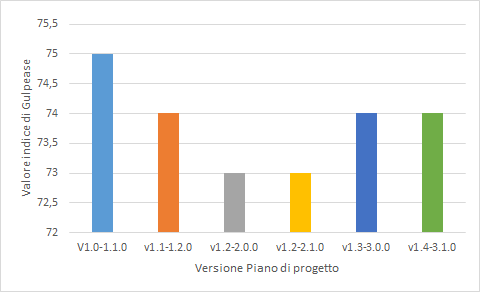 75,5
75
74,5
74
73,5
73
72,5
72
Valore indice di Gulpease
V1.0-1.1.0 v1.1-1.2.0 v1.2-2.0.0 v1.2-2.1.0 v1.3-3.0.0 v1.4-3.1.0
Versione Piano di progetto